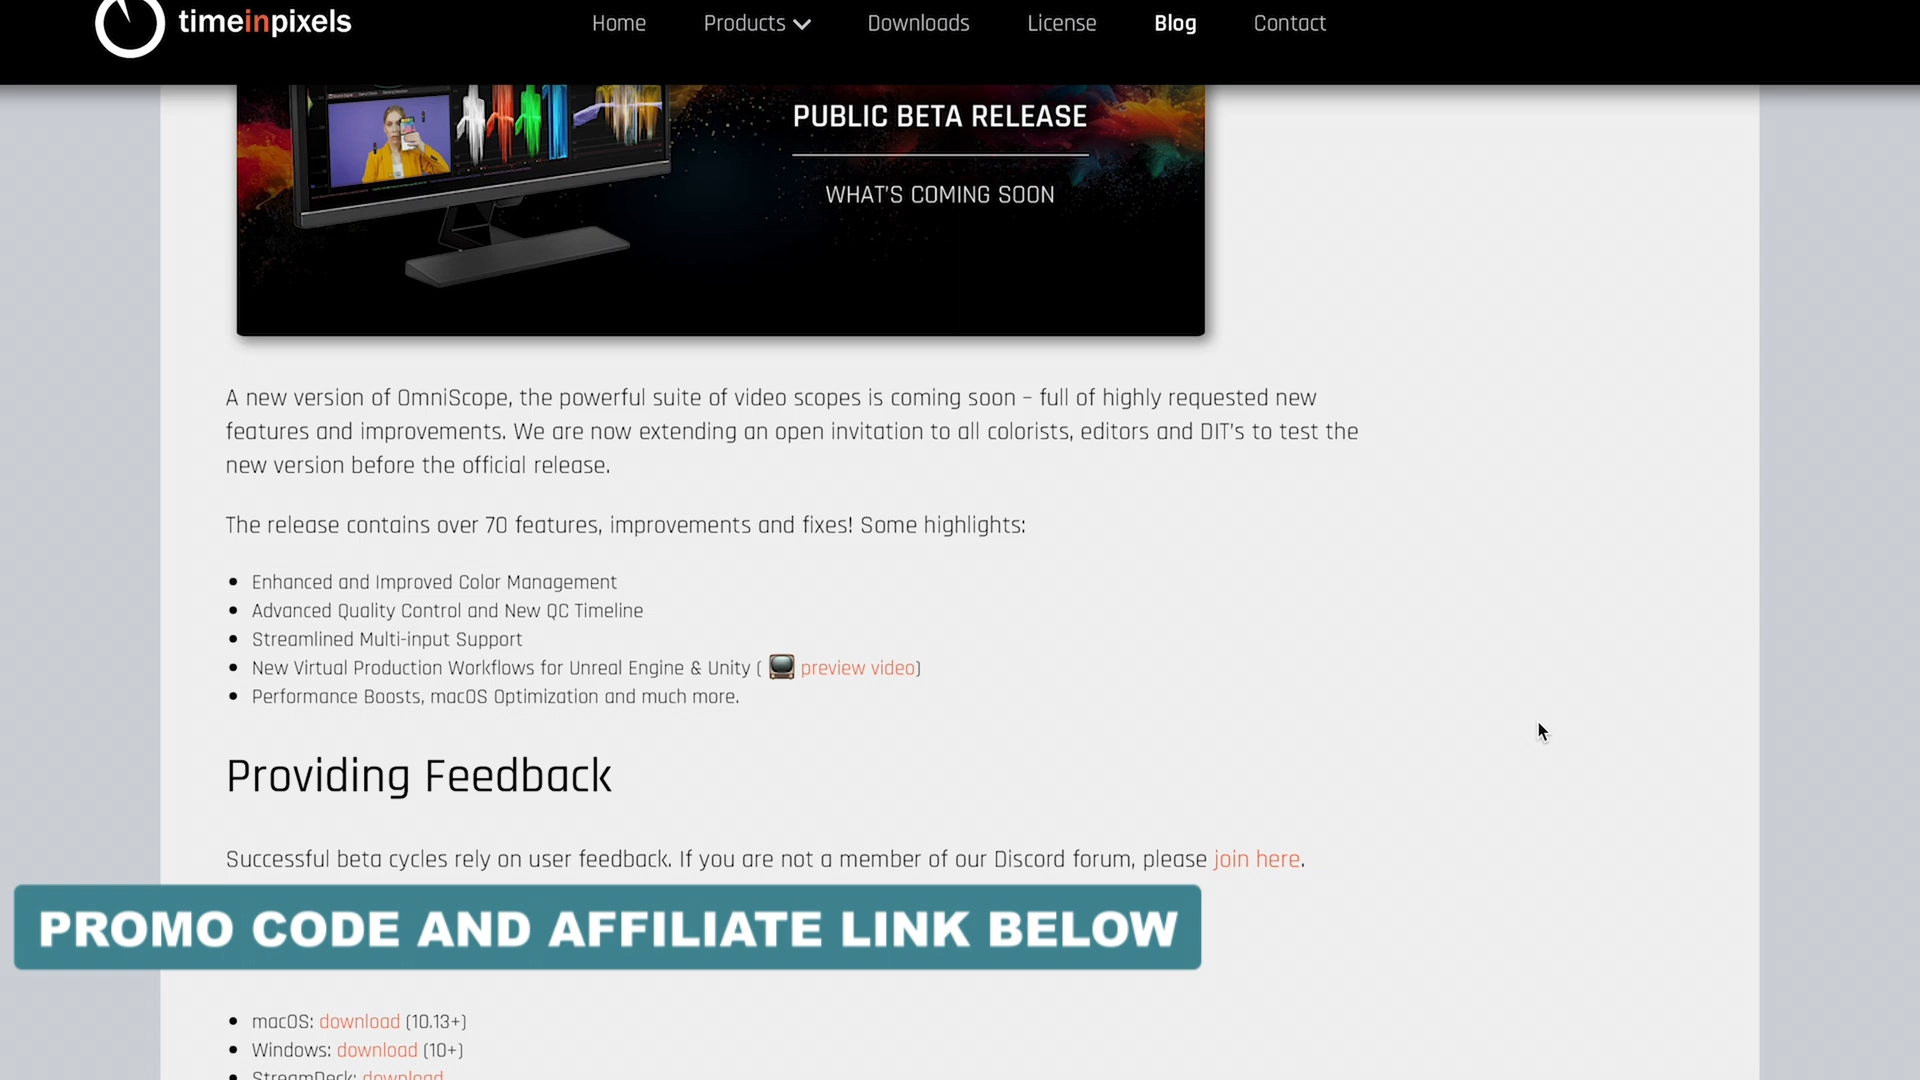 timeinpixels
Home Products Downloads License Blog Contact
PUBLIC BETA RELEASE
WHAT'S COMING SOON
A new version of OmniScope, the powerful suite of video scopes is coming soon – full of highly requested new
features and improvements. We are now extending an open invitation to all colorists, editors and DIT's to test the
new version before the official release.
The release contains over 70 features, improvements and fixes! Some highlights:
Enhanced and Improved Color Management
Advanced Quality Control and New QC Timeline
Streamlined Multi-input Support
New Virtual Production Workflows for Unreal Engine & Unity ( preview video)
Performance Boosts, macOS Optimization and much more.
Providing Feedback
Successful beta cycles rely on user feedback. If you are not a member of our Discord forum, please join here.
PROMO CODE AND AFFILIATE LINK BELOW
macOS: download (10.13+)
Windows: download (10+)
StreamDeck: download